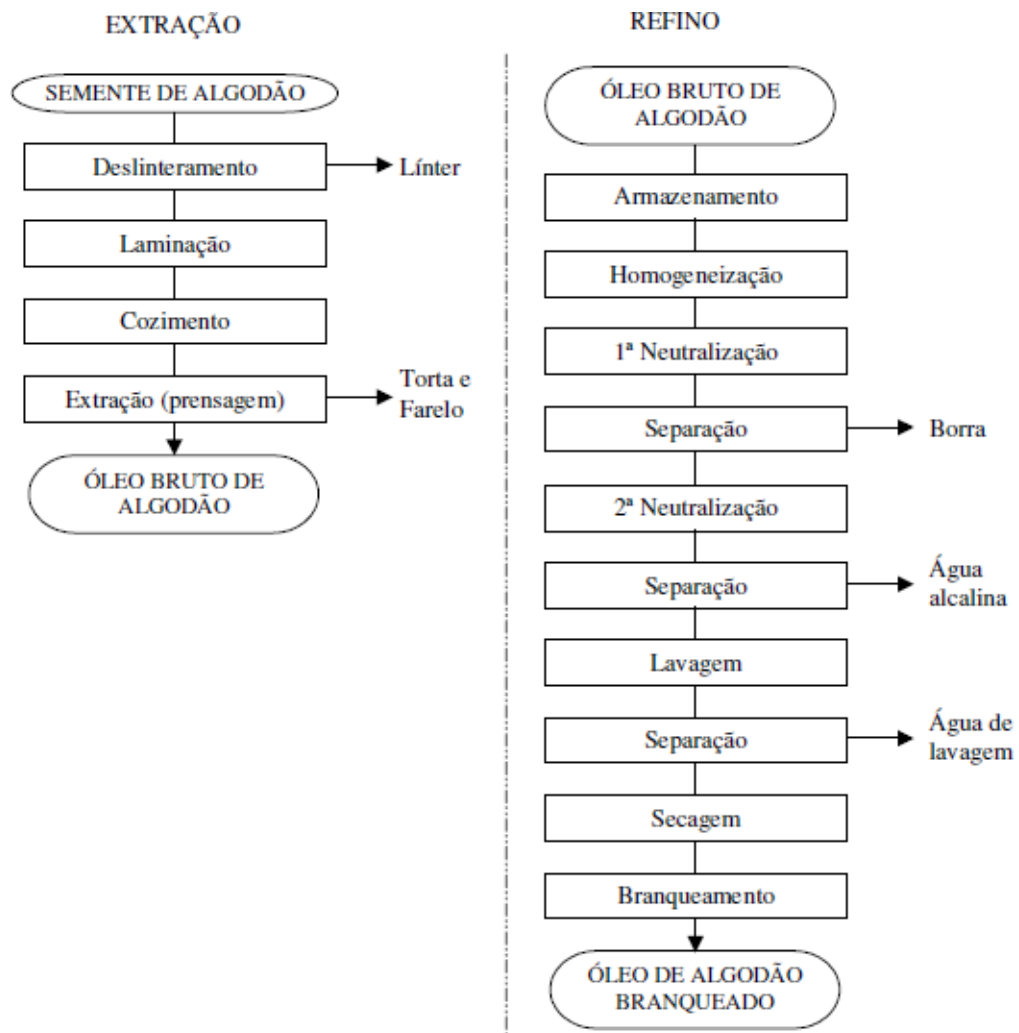 EXTRAÇÃO
SEMENTE DE ALGODÃO
Deslinteramento
Línter
Laminação
Cozimento
Extração (prensagem)
Torta e
Farelo
ÓLEO BRUTO DE
ALGODÃO
REFINO
ÓLEO BRUTO DE
ALGODÃO
Armazenamento
Homogeneização
1ª Neutralização
Separação
Borra
2ª Neutralização
Separação
Água
alcalina
Lavagem
Separação
Água de
lavagem
Secagem
Branqueamento
ÓLEO DE ALGODÃO
BRANQUEADO